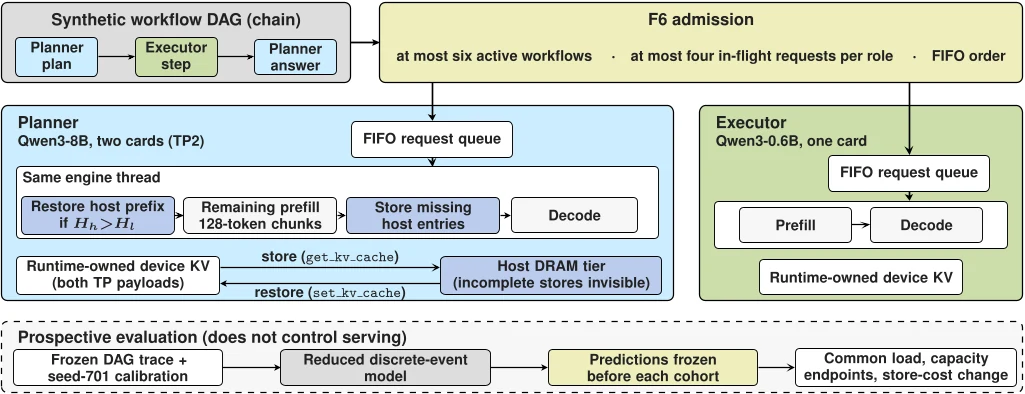 Synthetic workflow DAG (chain)
Planner
plan
Executor
step
Planner
answer
F6 admission
at most six active workflows · at most four in-flight requests per role · FIFO order
Planner
Qwen3-8B, two cards (TP2)
FIFO request queue
Same engine thread
Restore host prefix
if H_h > H_l
Remaining prefill
128-token chunks
Store missing
host entries
Decode
Runtime-owned device KV
(both TP payloads)
store (get_kv_cache)
restore (set_kv_cache)
Host DRAM tier
(incomplete stores invisible)
Executor
Qwen3-0.6B, one card
FIFO request queue
Prefill
Decode
Runtime-owned device KV
Prospective evaluation (does not control serving)
Frozen DAG trace +
seed-701 calibration
Reduced discrete-event
model
Predictions frozen
before each cohort
Common load, capacity
endpoints, store-cost change